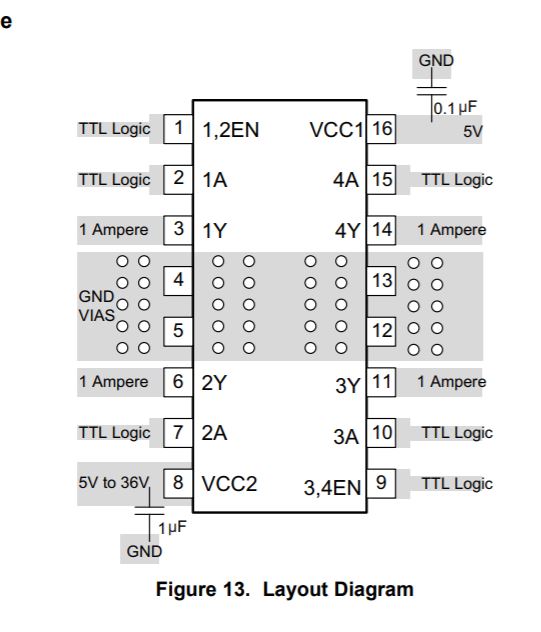 e
GND
0.1 µF
TTL Logic 1 1,2EN VCC1 16 5V
TTL Logic 2 1A 4A 15 TTL Logic
1 Ampere 3 1Y 4Y 14 1 Ampere
4 13
GND
VIAS
5 12
1 Ampere 6 2Y 3Y 11 1 Ampere
TTL Logic 7 2A 3A 10 TTL Logic
5V to 36V 8 VCC2 3,4EN 9 TTL Logic
1 µF
GND
Figure 13. Layout Diagram